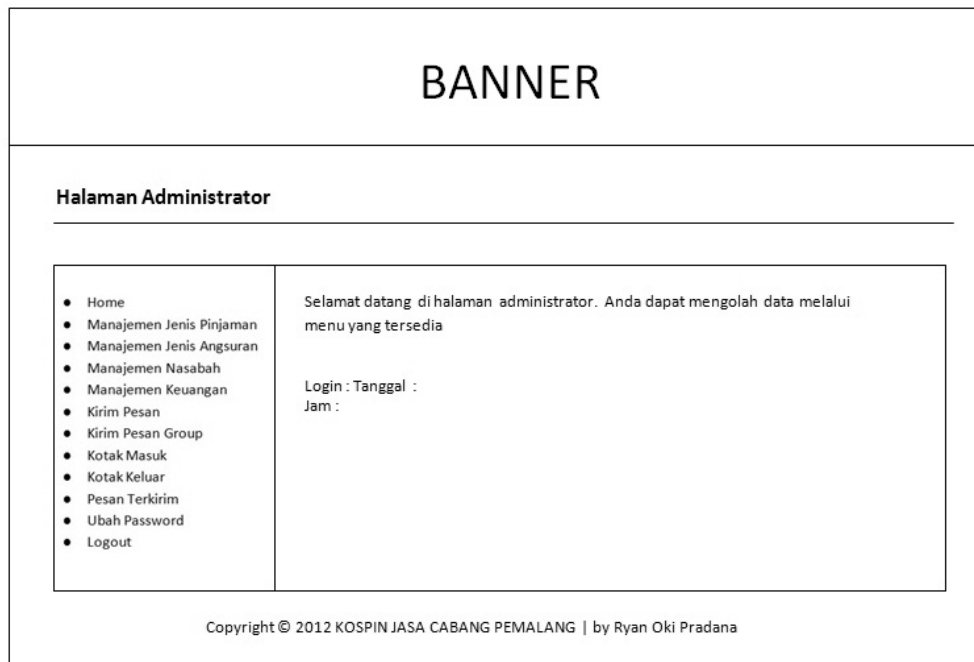 BANNER
Halaman Administrator
Home
Manajemen Jenis Pinjaman
Manajemen Jenis Angsuran
Manajemen Nasabah
Manajemen Keuangan
Kirim Pesan
Kirim Pesan Group
Kotak Masuk
Kotak Keluar
Pesan Terkirim
Ubah Password
Logout
Selamat datang di halaman administrator. Anda dapat mengolah data melalui
menu yang tersedia
Login : Tanggal :
Jam :
Copyright © 2012 KOSPIN JASA CABANG PEMALANG | by Ryan Oki Pradana